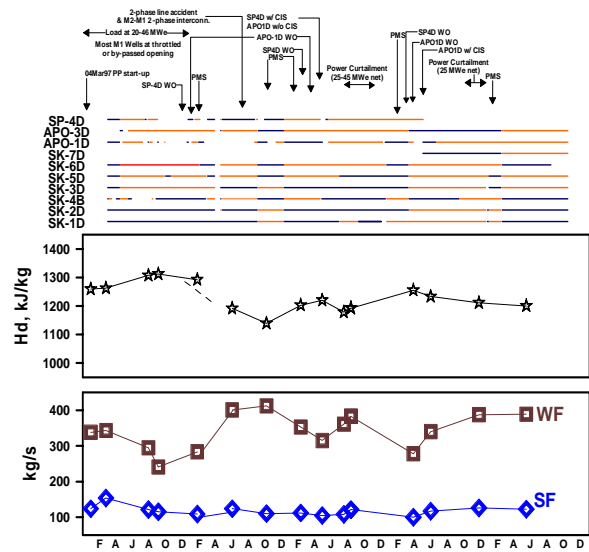 2-phase line accident
& M2-M1 2 -phase interconn.
SP4D w/ CIS
APO1D w/o CIS
SP4D WO
Load at 20-46 MWe
APO-1D WO
APO1D WO
Most M1 Wells at throttled
or by-passed opening
SP4D WO
APO1D w/ CIS
PMS
Power Curtailment
(25-45 MWe net)
PMS
Power Curtailment
(25 MWe net)
04Mar97 PP start-up
SP-4D WO
PMS
PMS
SP-4D
APO-3D
APO-1D
SK-7D
SK-6D
SK-5D
SK-3D
SK-4B
SK-2D
SK-1D
1400
1300
1200
1100
1000
Hd, kJ/kg
400
300
200
100
kg/s
WF
SF
F A J A O D F A J A O D F A J A O D F A J A O D